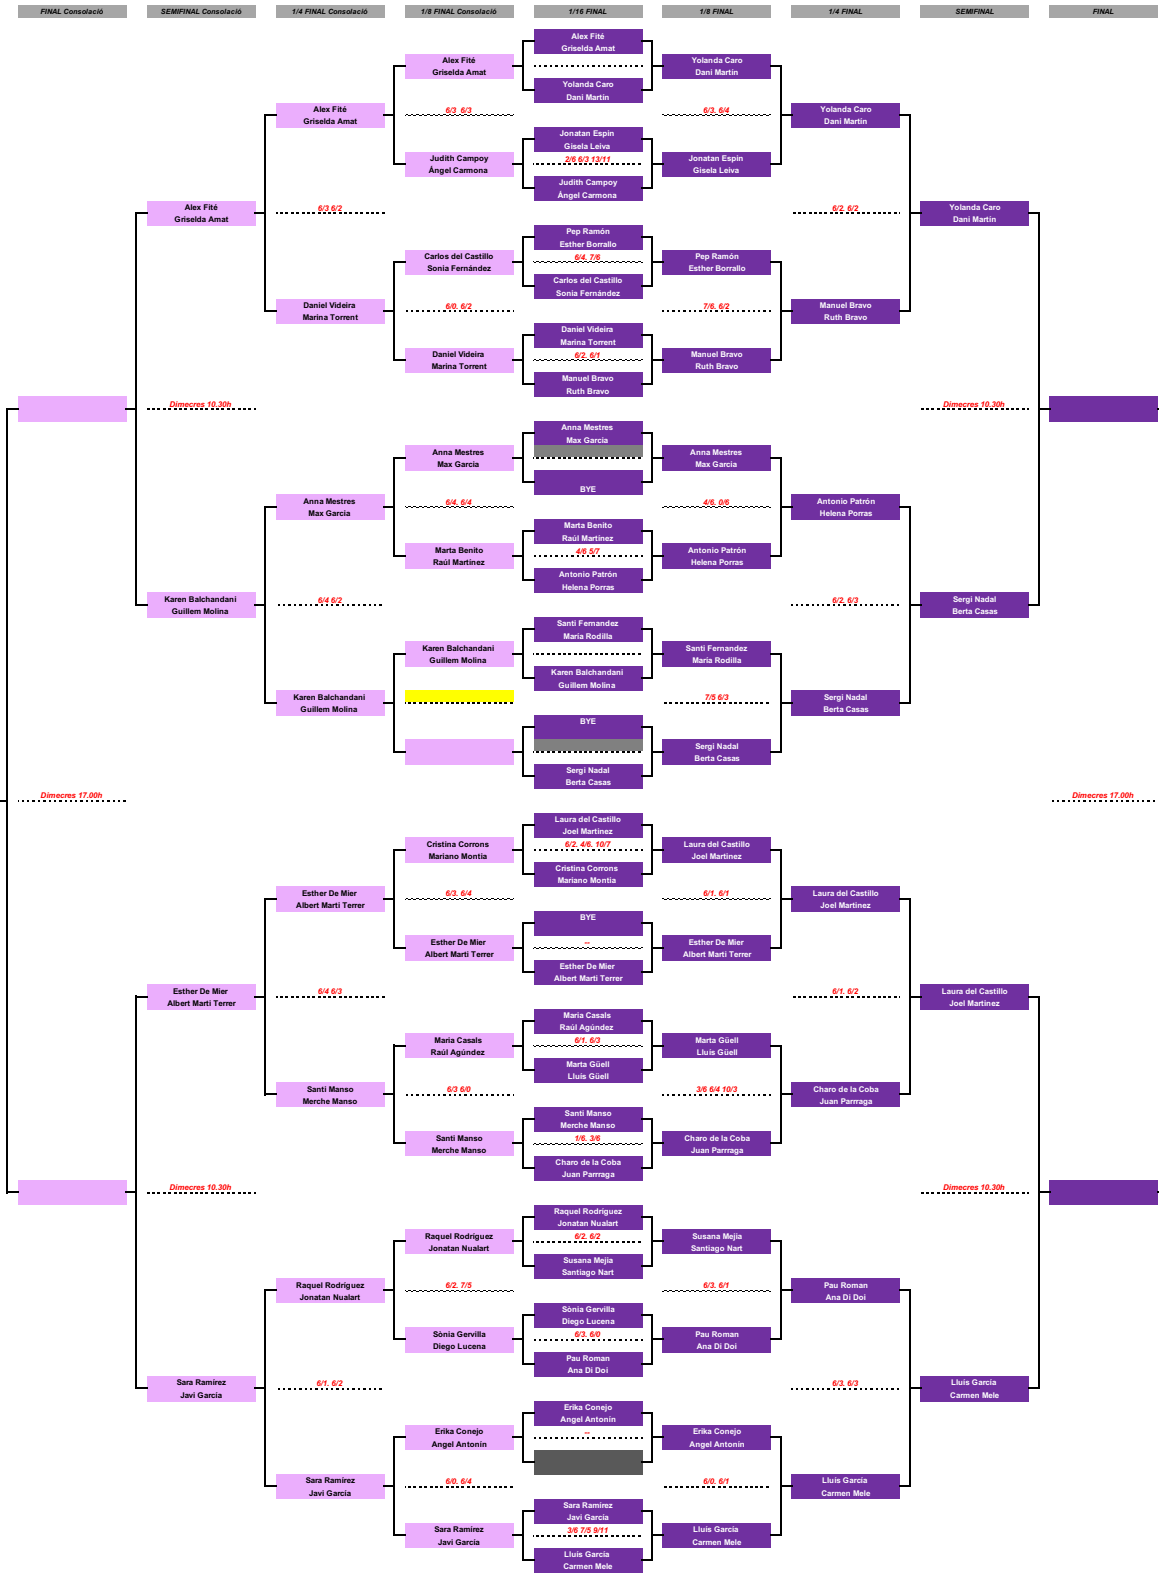 FINAL Consolació
SEMIFINAL Consolació
1/4 FINAL Consolació
1/8 FINAL Consolació
1/16 FINAL
1/8 FINAL
1/4 FINAL
SEMIFINAL
FINAL
Alex Fité
Griselda Amat
Alex Fité
Griselda Amat
Yolanda Caro
Dani Martín
Yolanda Caro
Dani Martín
Alex Fité
Griselda Amat
6/3 6/3
6/3. 6/4
Yolanda Caro
Dani Martín
Jonatan Espín
Gisela Leiva
Judith Campoy
Ángel Carmona
2/6 6/3 13/11
Jonatan Espín
Gisela Leiva
Judith Campoy
Ángel Carmona
Alex Fité
Griselda Amat
6/3 6/2
6/2. 6/2
Yolanda Caro
Dani Martín
Pep Ramón
Esther Borrallo
Carlos del Castillo
Sonia Fernández
6/4. 7/6
Pep Ramón
Esther Borrallo
Carlos del Castillo
Sonia Fernández
Daniel Videira
Marina Torrent
6/0. 6/2
7/6. 6/2
Manuel Bravo
Ruth Bravo
Daniel Videira
Marina Torrent
Daniel Videira
Marina Torrent
6/2. 6/1
Manuel Bravo
Ruth Bravo
Manuel Bravo
Ruth Bravo
Dimecres 10.30h
Dimecres 10.30h
Anna Mestres
Max García
Anna Mestres
Max García
Anna Mestres
Max García
BYE
Anna Mestres
Max García
6/4. 6/4
4/6. 0/6
Antonio Patrón
Helena Porras
Marta Benito
Raúl Martínez
Marta Benito
Raúl Martínez
4/6 5/7
Antonio Patrón
Helena Porras
Antonio Patrón
Helena Porras
Karen Balchandani
Guillem Molina
6/4 6/2
6/2. 6/3
Sergi Nadal
Berta Casas
Santi Fernandez
María Rodilla
Karen Balchandani
Guillem Molina
Santi Fernandez
María Rodilla
Karen Balchandani
Guillem Molina
Karen Balchandani
Guillem Molina
7/5 6/3
Sergi Nadal
Berta Casas
BYE
Sergi Nadal
Berta Casas
Sergi Nadal
Berta Casas
Dimecres 17.00h
Dimecres 17.00h
Laura del Castillo
Joel Martínez
Cristina Corrons
Mariano Montia
6/2. 4/6. 10/7
Laura del Castillo
Joel Martínez
Cristina Corrons
Mariano Montia
Esther De Mier
Albert Martí Terrer
6/3. 6/4
6/1. 6/1
Laura del Castillo
Joel Martínez
BYE
Esther De Mier
Albert Martí Terrer
--
Esther De Mier
Albert Martí Terrer
Esther De Mier
Albert Martí Terrer
Esther De Mier
Albert Martí Terrer
6/4 6/3
6/1. 6/2
Laura del Castillo
Joel Martínez
María Casals
Raúl Agúndez
María Casals
Raúl Agúndez
6/1. 6/3
Marta Güell
Lluís Güell
Marta Güell
Lluís Güell
Santi Manso
Merche Manso
6/3 6/0
3/6 6/4 10/3
Charo de la Coba
Juan Parrraga
Santi Manso
Merche Manso
Santi Manso
Merche Manso
1/6. 3/6
Charo de la Coba
Juan Parrraga
Charo de la Coba
Juan Parrraga
Dimecres 10.30h
Dimecres 10.30h
Raquel Rodríguez
Jonatan Nualart
Raquel Rodríguez
Jonatan Nualart
6/2. 6/2
Susana Mejía
Santiago Nart
Susana Mejía
Santiago Nart
Raquel Rodríguez
Jonatan Nualart
6/2. 7/5
6/3. 6/1
Pau Roman
Ana Di Doi
Sònia Gervilla
Diego Lucena
Sònia Gervilla
Diego Lucena
6/3. 6/0
Pau Roman
Ana Di Doi
Pau Roman
Ana Di Doi
Sara Ramírez
Javi García
6/1. 6/2
6/3. 6/3
Lluís García
Carmen Mele
Erika Conejo
Angel Antonín
Erika Conejo
Angel Antonín
--
Erika Conejo
Angel Antonín
Sara Ramírez
Javi García
6/0. 6/4
6/0. 6/1
Lluís García
Carmen Mele
Sara Ramírez
Javi García
Sara Ramírez
Javi García
3/6 7/5 9/11
Lluís García
Carmen Mele
Lluís García
Carmen Mele